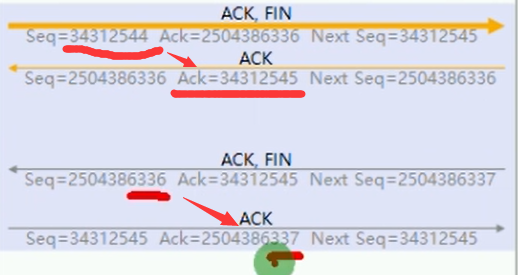 ACK, FIN
Seq=34312544 Ack=2504386336 Next Seq=34312545
ACK
Seq=2504386336 Ack=34312545 Next Seq=2504386336
ACK, FIN
Seq=2504386336 Ack=34312545 Next Seq=2504386337
ACK
Seq=34312545 Ack=2504386337 Next Seq=34312545